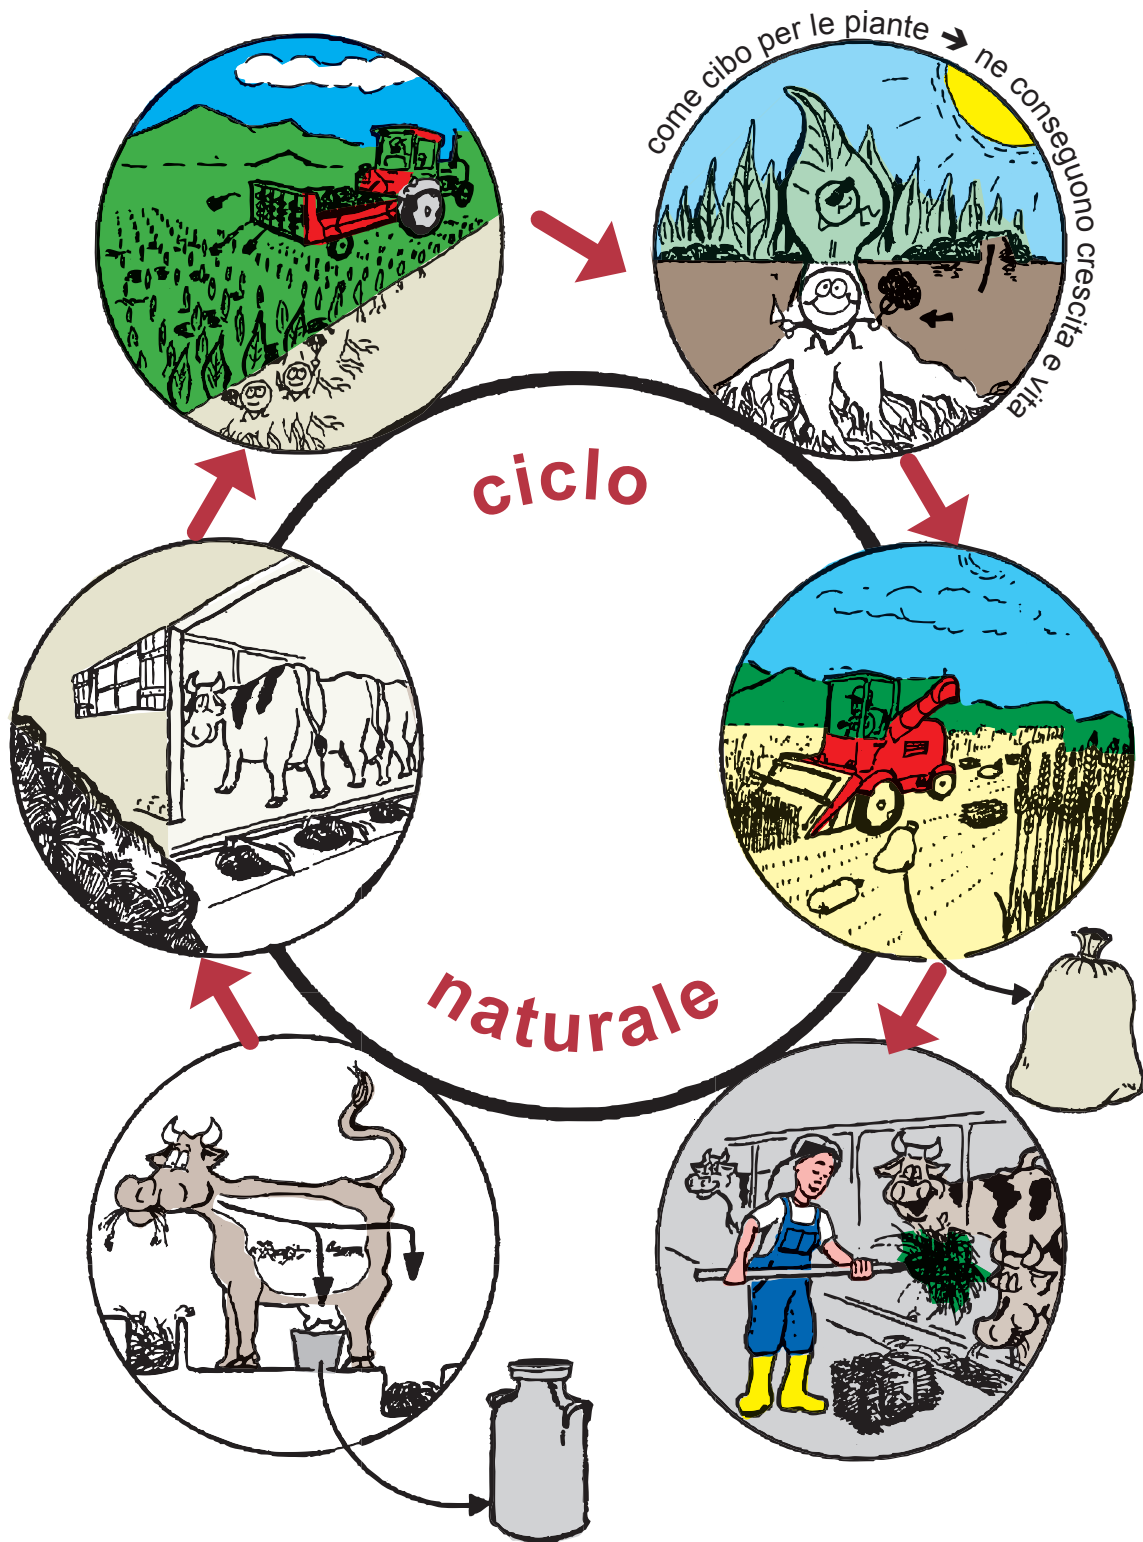 come cibo per le piante ➔ ne conseguono crescita e vita
ciclo
naturale